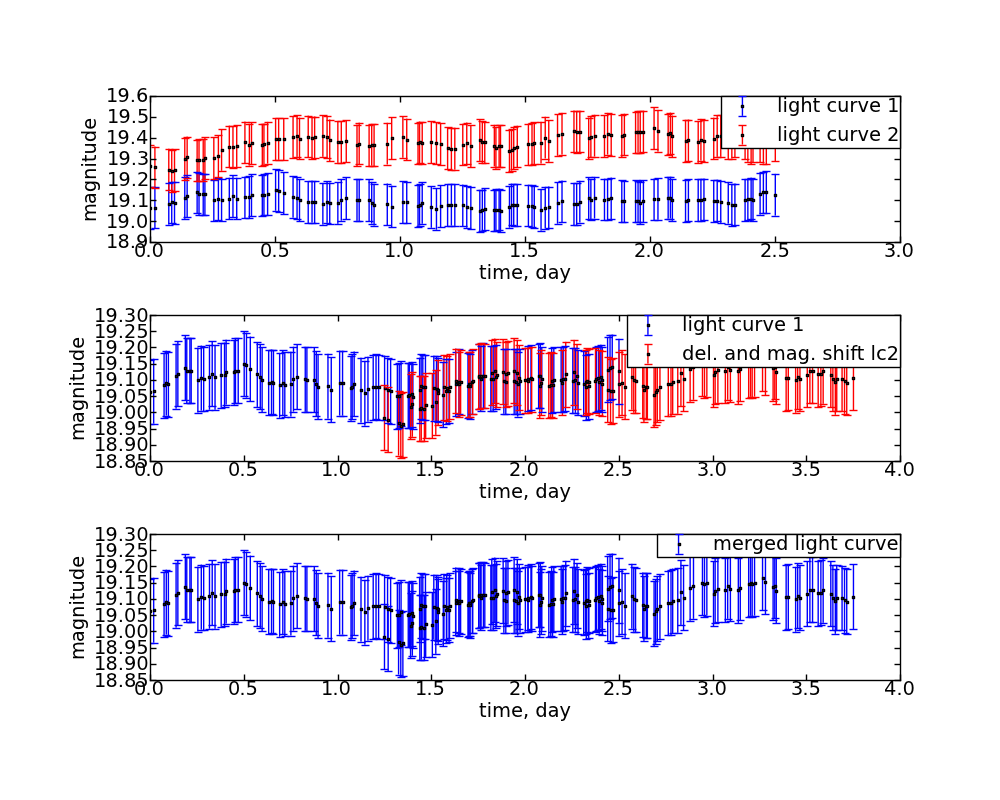 19.6
19.5
19.4
19.3
19.2
19.1
19.0
18.9
magnitude
light curve 1
light curve 2
0.0 0.5 1.0 1.5 2.0 2.5 3.0
time, day
19.30
19.25
19.20
19.15
19.10
19.05
19.00
18.95
18.90
18.85
magnitude
light curve 1
del. and mag. shift lc2
0.0 0.5 1.0 1.5 2.0 2.5 3.0 3.5 4.0
time, day
19.30
19.25
19.20
19.15
19.10
19.05
19.00
18.95
18.90
18.85
magnitude
merged light curve
0.0 0.5 1.0 1.5 2.0 2.5 3.0 3.5 4.0
time, day